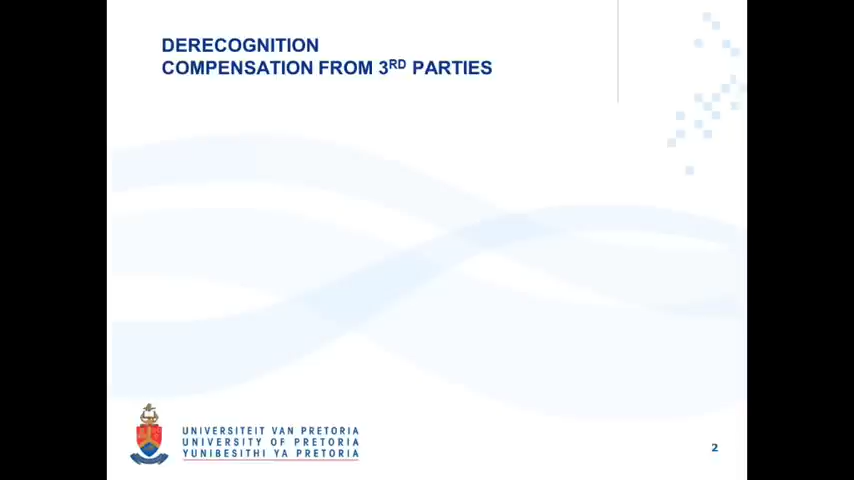 DERECOGNITION
COMPENSATION FROM 3RD PARTIES
UNIVERSITEIT VAN PRETORIA
UNIVERSITY OF PRETORIA
YUNIBESITHI YA PRETORIA
2